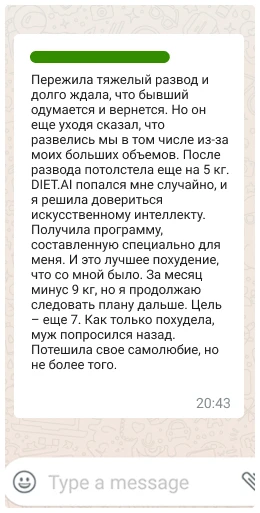 Пережила тяжелый развод и
долго ждала, что бывший
одумается и вернется. Но он
еще уходя сказал, что
развелись мы в том числе из-за
моих больших объемов. После
развода потолстела еще на 5 кг.
DIET.AI попался мне случайно, и
я решила довериться
искусственному интеллекту.
Получила программу,
составленную специально для
меня. И это лучшее похудение,
что со мной было. За месяц
минус 9 кг, но я продолжаю
следовать плану дальше. Цель
– еще 7. Как только похудела,
муж попросился назад.
Потешила свое самолюбие, но
не более того.
20:43
Type a message